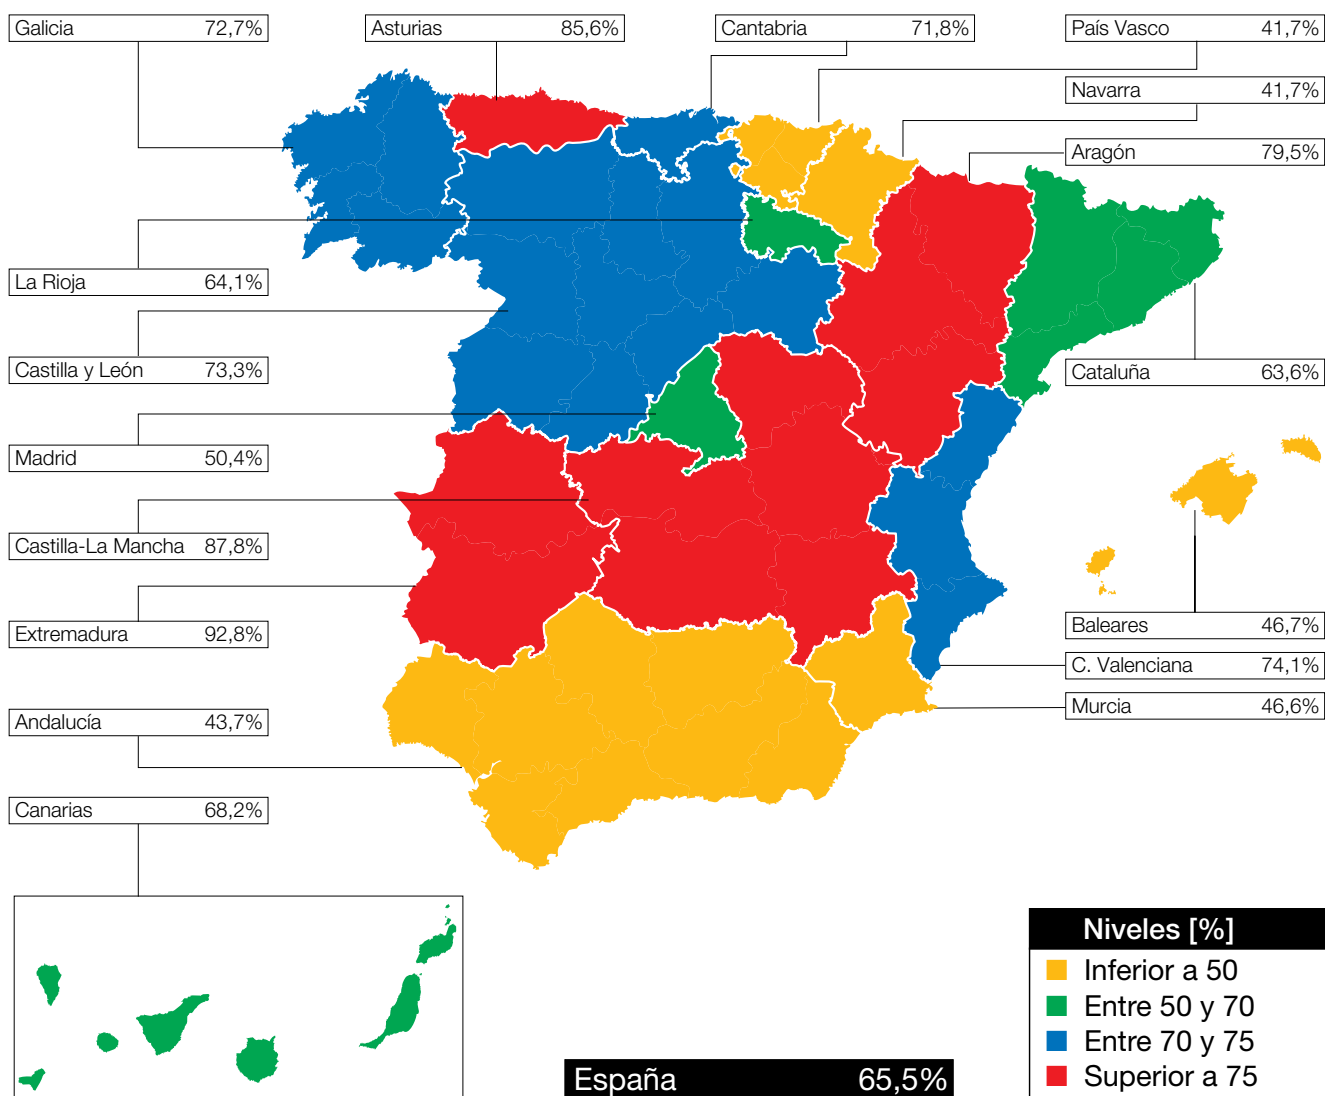 Galicia 72,7%
Asturias 85,6%
Cantabria 71,8%
País Vasco 41,7%
Navarra 41,7%
Aragón 79,5%
La Rioja 64,1%
Castilla y León 73,3%
Cataluña 63,6%
Madrid 50,4%
Castilla-La Mancha 87,8%
Extremadura 92,8%
Baleares 46,7%
C. Valenciana 74,1%
Murcia 46,6%
Andalucía 43,7%
Canarias 68,2%
España 65,5%
Niveles [%]
Inferior a 50
Entre 50 y 70
Entre 70 y 75
Superior a 75